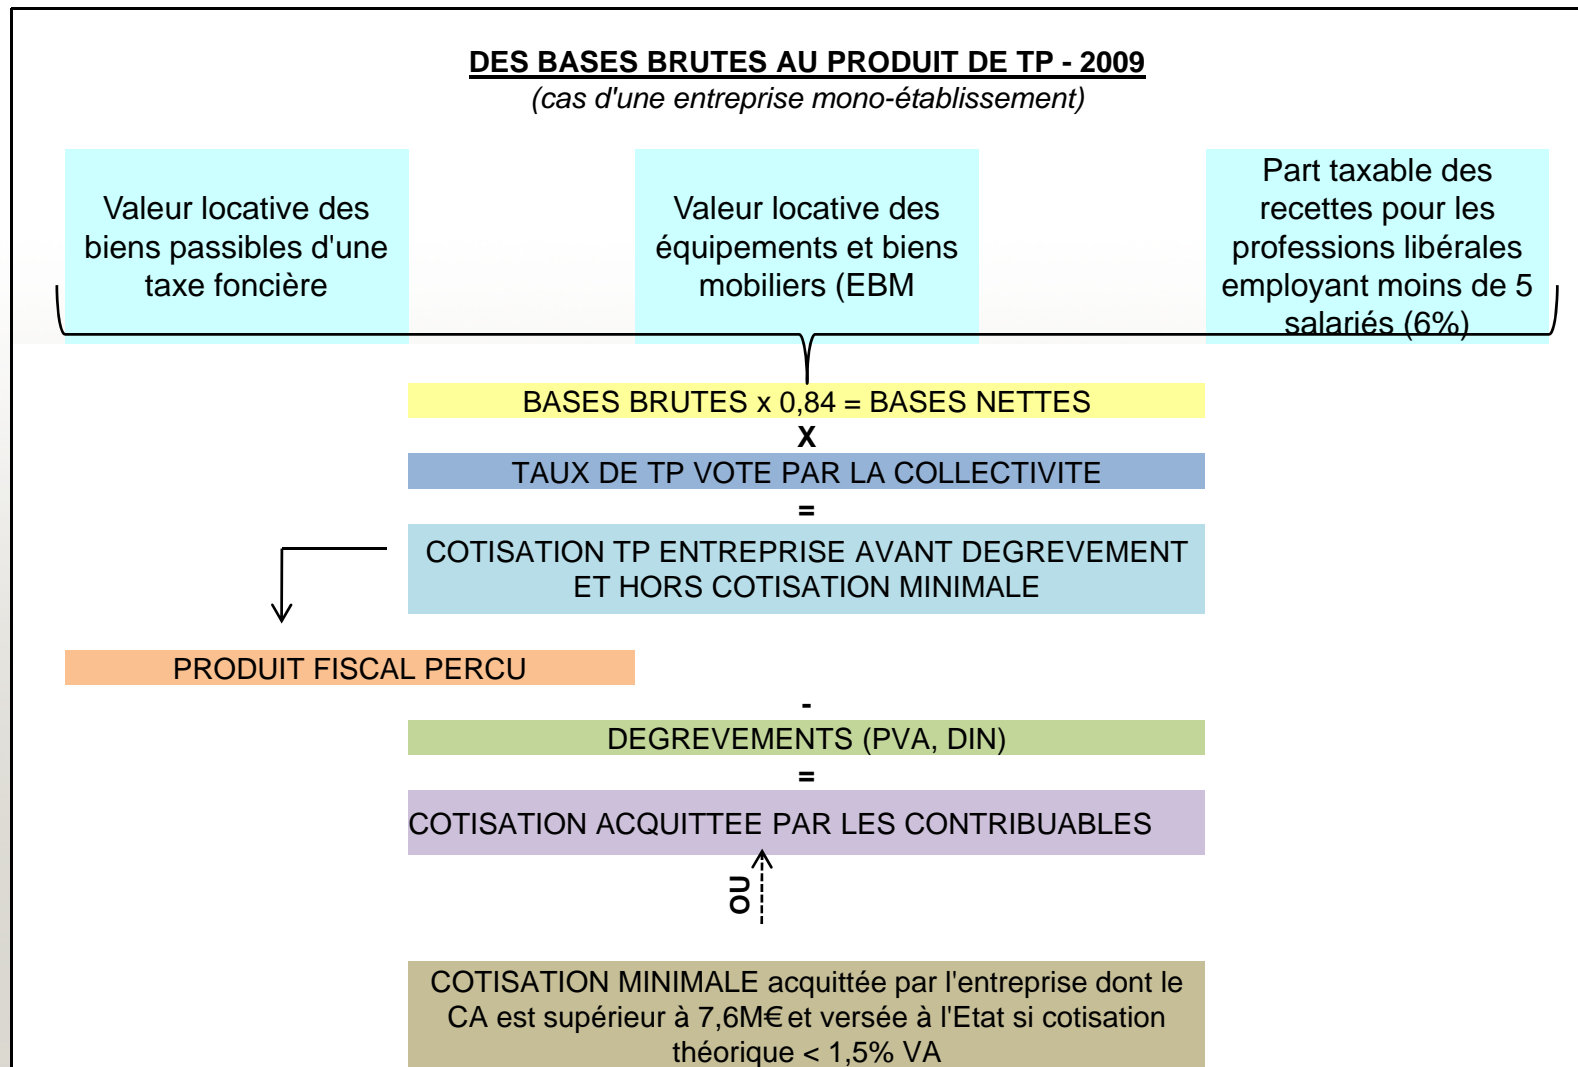 DES BASES BRUTES AU PRODUIT DE TP - 2009
(cas d'une entreprise mono-établissement)
Valeur locative des
biens passibles d'une
taxe foncière
Valeur locative des
équipements et biens
mobiliers (EBM
Part taxable des
recettes pour les
professions libérales
employant moins de 5
salariés (6%)
BASES BRUTES x 0,84 = BASES NETTES
X
TAUX DE TP VOTE PAR LA COLLECTIVITE
=
COTISATION TP ENTREPRISE AVANT DEGREVEMENT
ET HORS COTISATION MINIMALE
PRODUIT FISCAL PERCU
-
DEGREVEMENTS (PVA, DIN)
=
COTISATION ACQUITTEE PAR LES CONTRIBUABLES
OU
COTISATION MINIMALE acquittée par l'entreprise dont le
CA est supérieur à 7,6M€ et versée à l'Etat si cotisation
théorique < 1,5% VA